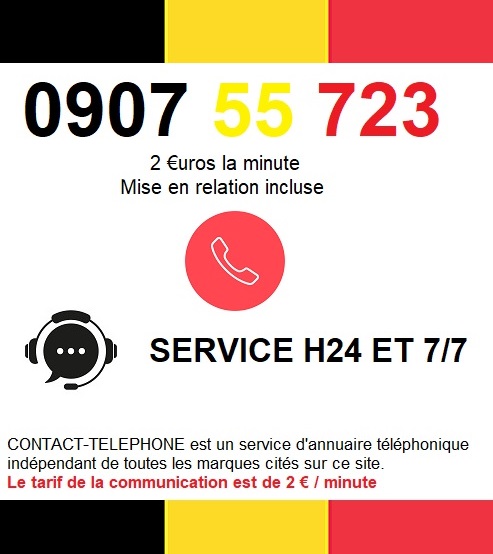 0907 55 723
2 €uros la minute
Mise en relation incluse
SERVICE H24 ET 7/7
CONTACT-TELEPHONE est un service d'annuaire téléphonique
indépendant de toutes les marques cités sur ce site.
Le tarif de la communication est de 2 € / minute